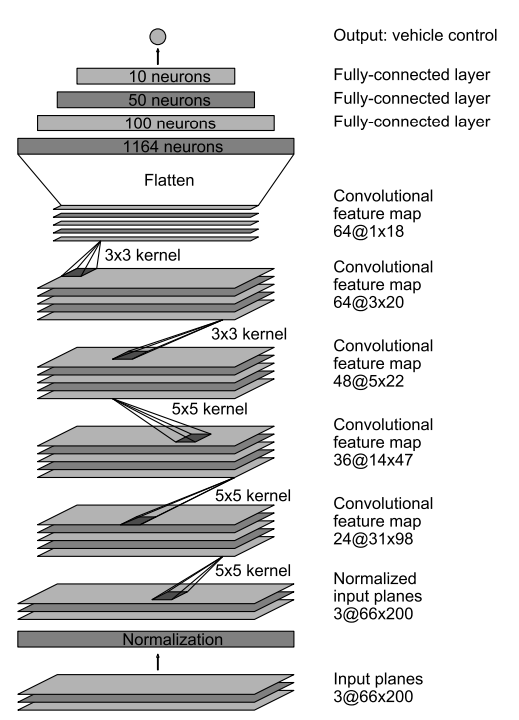 Output: vehicle control
10 neurons
Fully-connected layer
50 neurons
Fully-connected layer
100 neurons
Fully-connected layer
1164 neurons
Flatten
Convolutional
feature map
64@1x18
3x3 kernel
Convolutional
feature map
64@3x20
3x3 kernel
Convolutional
feature map
48@5x22
5x5 kernel
Convolutional
feature map
36@14x47
5x5 kernel
Convolutional
feature map
24@31x98
5x5 kernel
Normalized
input planes
3@66x200
Normalization
Input planes
3@66x200